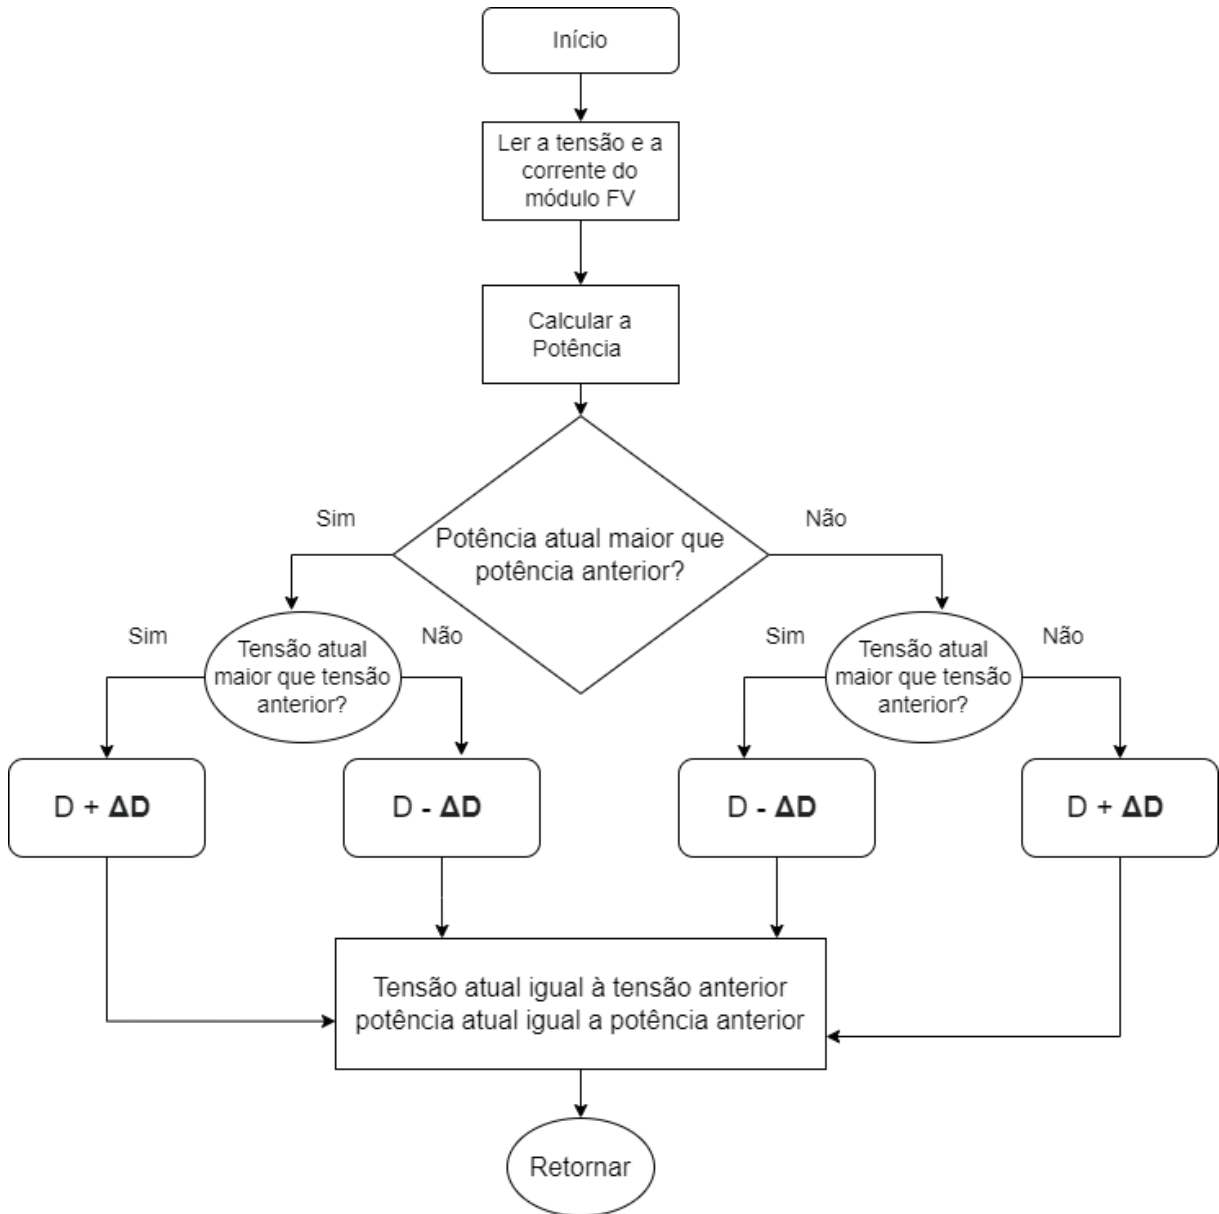 Início
Ler a tensão e a
corrente do
módulo FV
Calcular a
Potência
Potência atual maior que
potência anterior?
Sim
Não
Tensão atual
maior que tensão
anterior?
Sim
Não
Tensão atual
maior que tensão
anterior?
Sim
Não
D + ΔD
D - ΔD
D - ΔD
D + ΔD
Tensão atual igual à tensão anterior
potência atual igual a potência anterior
Retornar